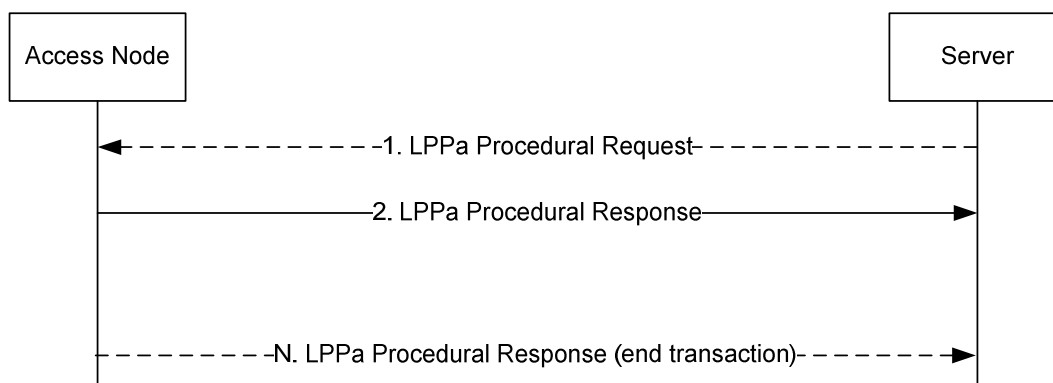 Access Node
Server
1. LPPa Procedural Request
2. LPPa Procedural Response
N. LPPa Procedural Response (end transaction)